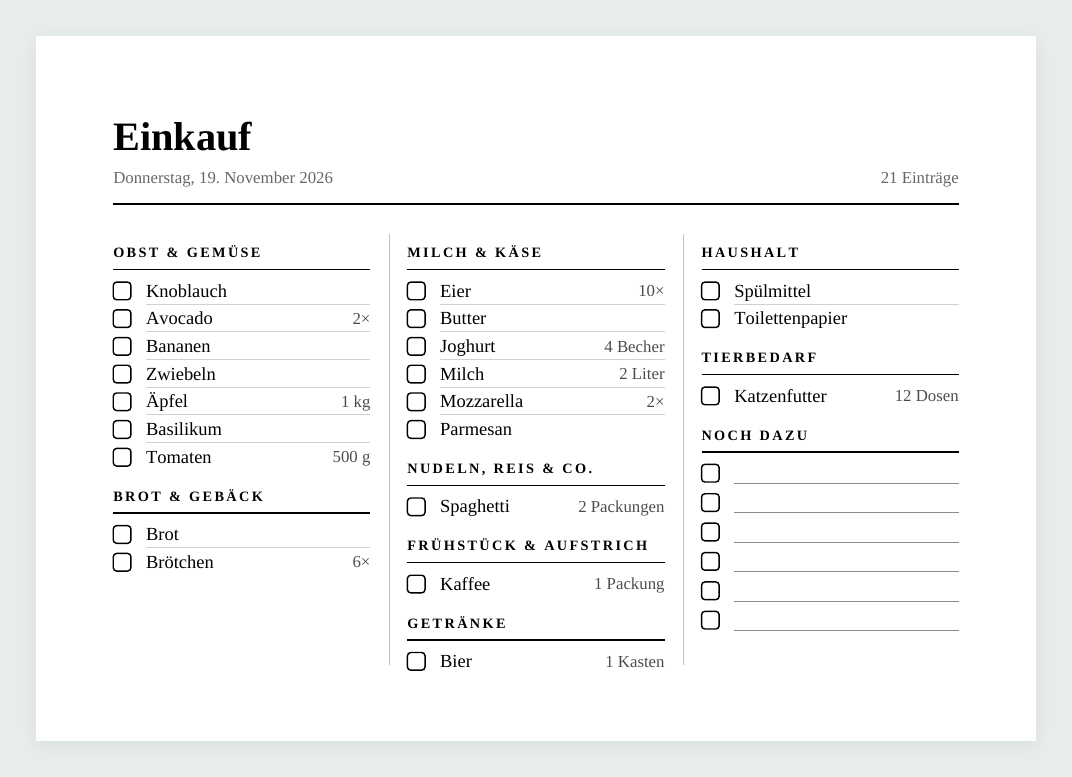 Einkauf
Donnerstag, 19. November 2026
21 Einträge
OBST & GEMÜSE
Knoblauch
Avocado 2×
Bananen
Zwiebeln
Äpfel 1 kg
Basilikum
Tomaten 500 g
BROT & GEBÄCK
Brot
Brötchen 6×
MILCH & KÄSE
Eier 10×
Butter
Joghurt 4 Becher
Milch 2 Liter
Mozzarella 2×
Parmesan
NUDELN, REIS & CO.
Spaghetti 2 Packungen
FRÜHSTÜCK & AUFSTRICH
Kaffee 1 Packung
GETRÄNKE
Bier 1 Kasten
HAUSHALT
Spülmittel
Toilettenpapier
TIERBEDARF
Katzenfutter 12 Dosen
NOCH DAZU